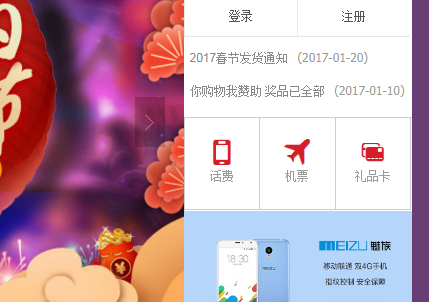 登录 注册
2017春节发货通知 (2017-01-20)
你购物我赞助 奖品已全部 (2017-01-10)
话费 机票 礼品卡
节
MEIZU 魅族
移动联通 双4G手机
指纹控制 安全保障
18:30